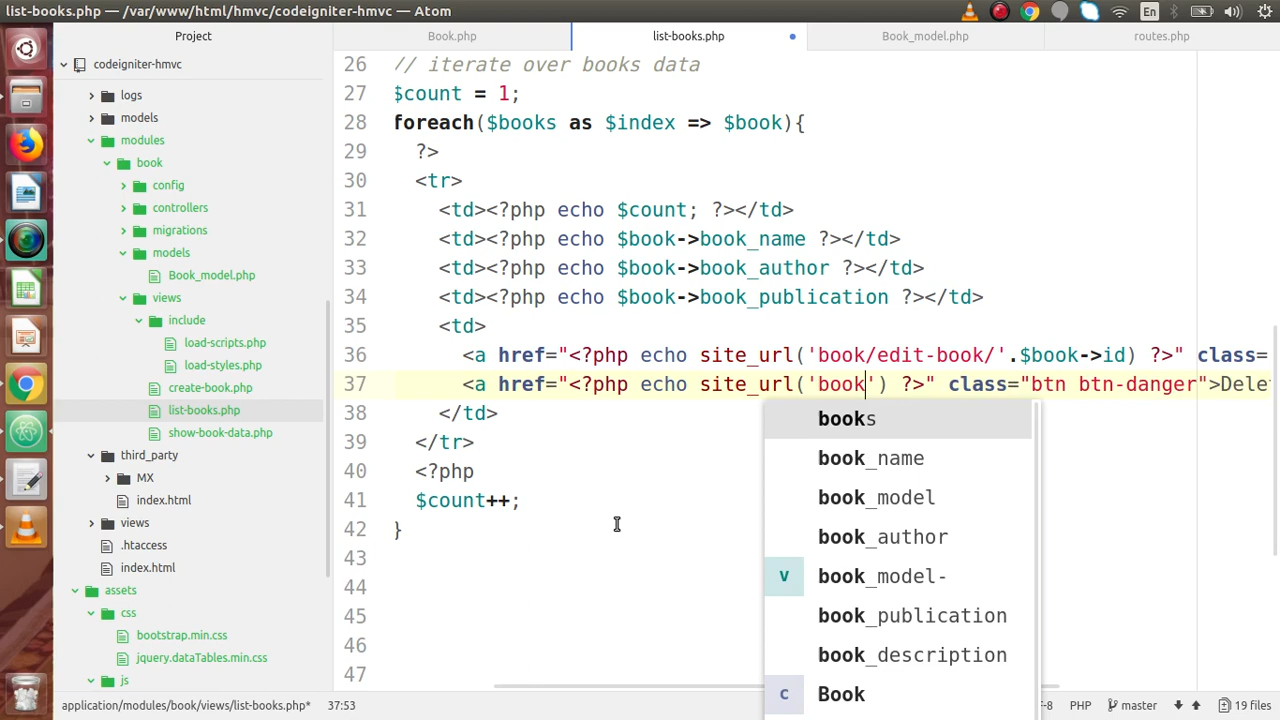 list-books.php — /var/www/html/hmvc/codeigniter-hmvc — Atom
En
Project
Book.php
list-books.php
Book_model.php
routes.php
codeigniter-hmvc
logs
models
modules
book
config
controllers
migrations
models
Book_model.php
views
include
load-scripts.php
load-styles.php
create-book.php
list-books.php
show-book-data.php
third_party
MX
index.html
views
.htaccess
index.html
assets
css
bootstrap.min.css
jquery.dataTables.min.css
js
26 // iterate over books data
27 $count = 1;
28 foreach($books as $index => $book){
29 ?>
30 <tr>
31 <td><?php echo $count; ?></td>
32 <td><?php echo $book->book_name ?></td>
33 <td><?php echo $book->book_author ?></td>
34 <td><?php echo $book->book_publication ?></td>
35 <td>
36 <a href="<?php echo site_url('book/edit-book/'.$book->id) ?>" class=
37 <a href="<?php echo site_url('book') ?>" class="btn btn-danger">Dele
38 </td>
39 </tr>
40 <?php
41 $count++;
42 }
43
44
45
46
47
books
book_name
book_model
book_author
v book_model-
book_publication
book_description
c Book
application/modules/book/views/list-books.php*
37:53
F-8
PHP
master
19 files